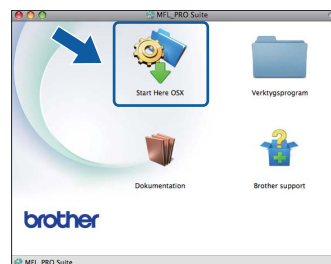 MFL_PRO Suite
Start Here OSX
Verktygsprogram
Dokumentation
Brother support
brother
MFL_PRO Suite